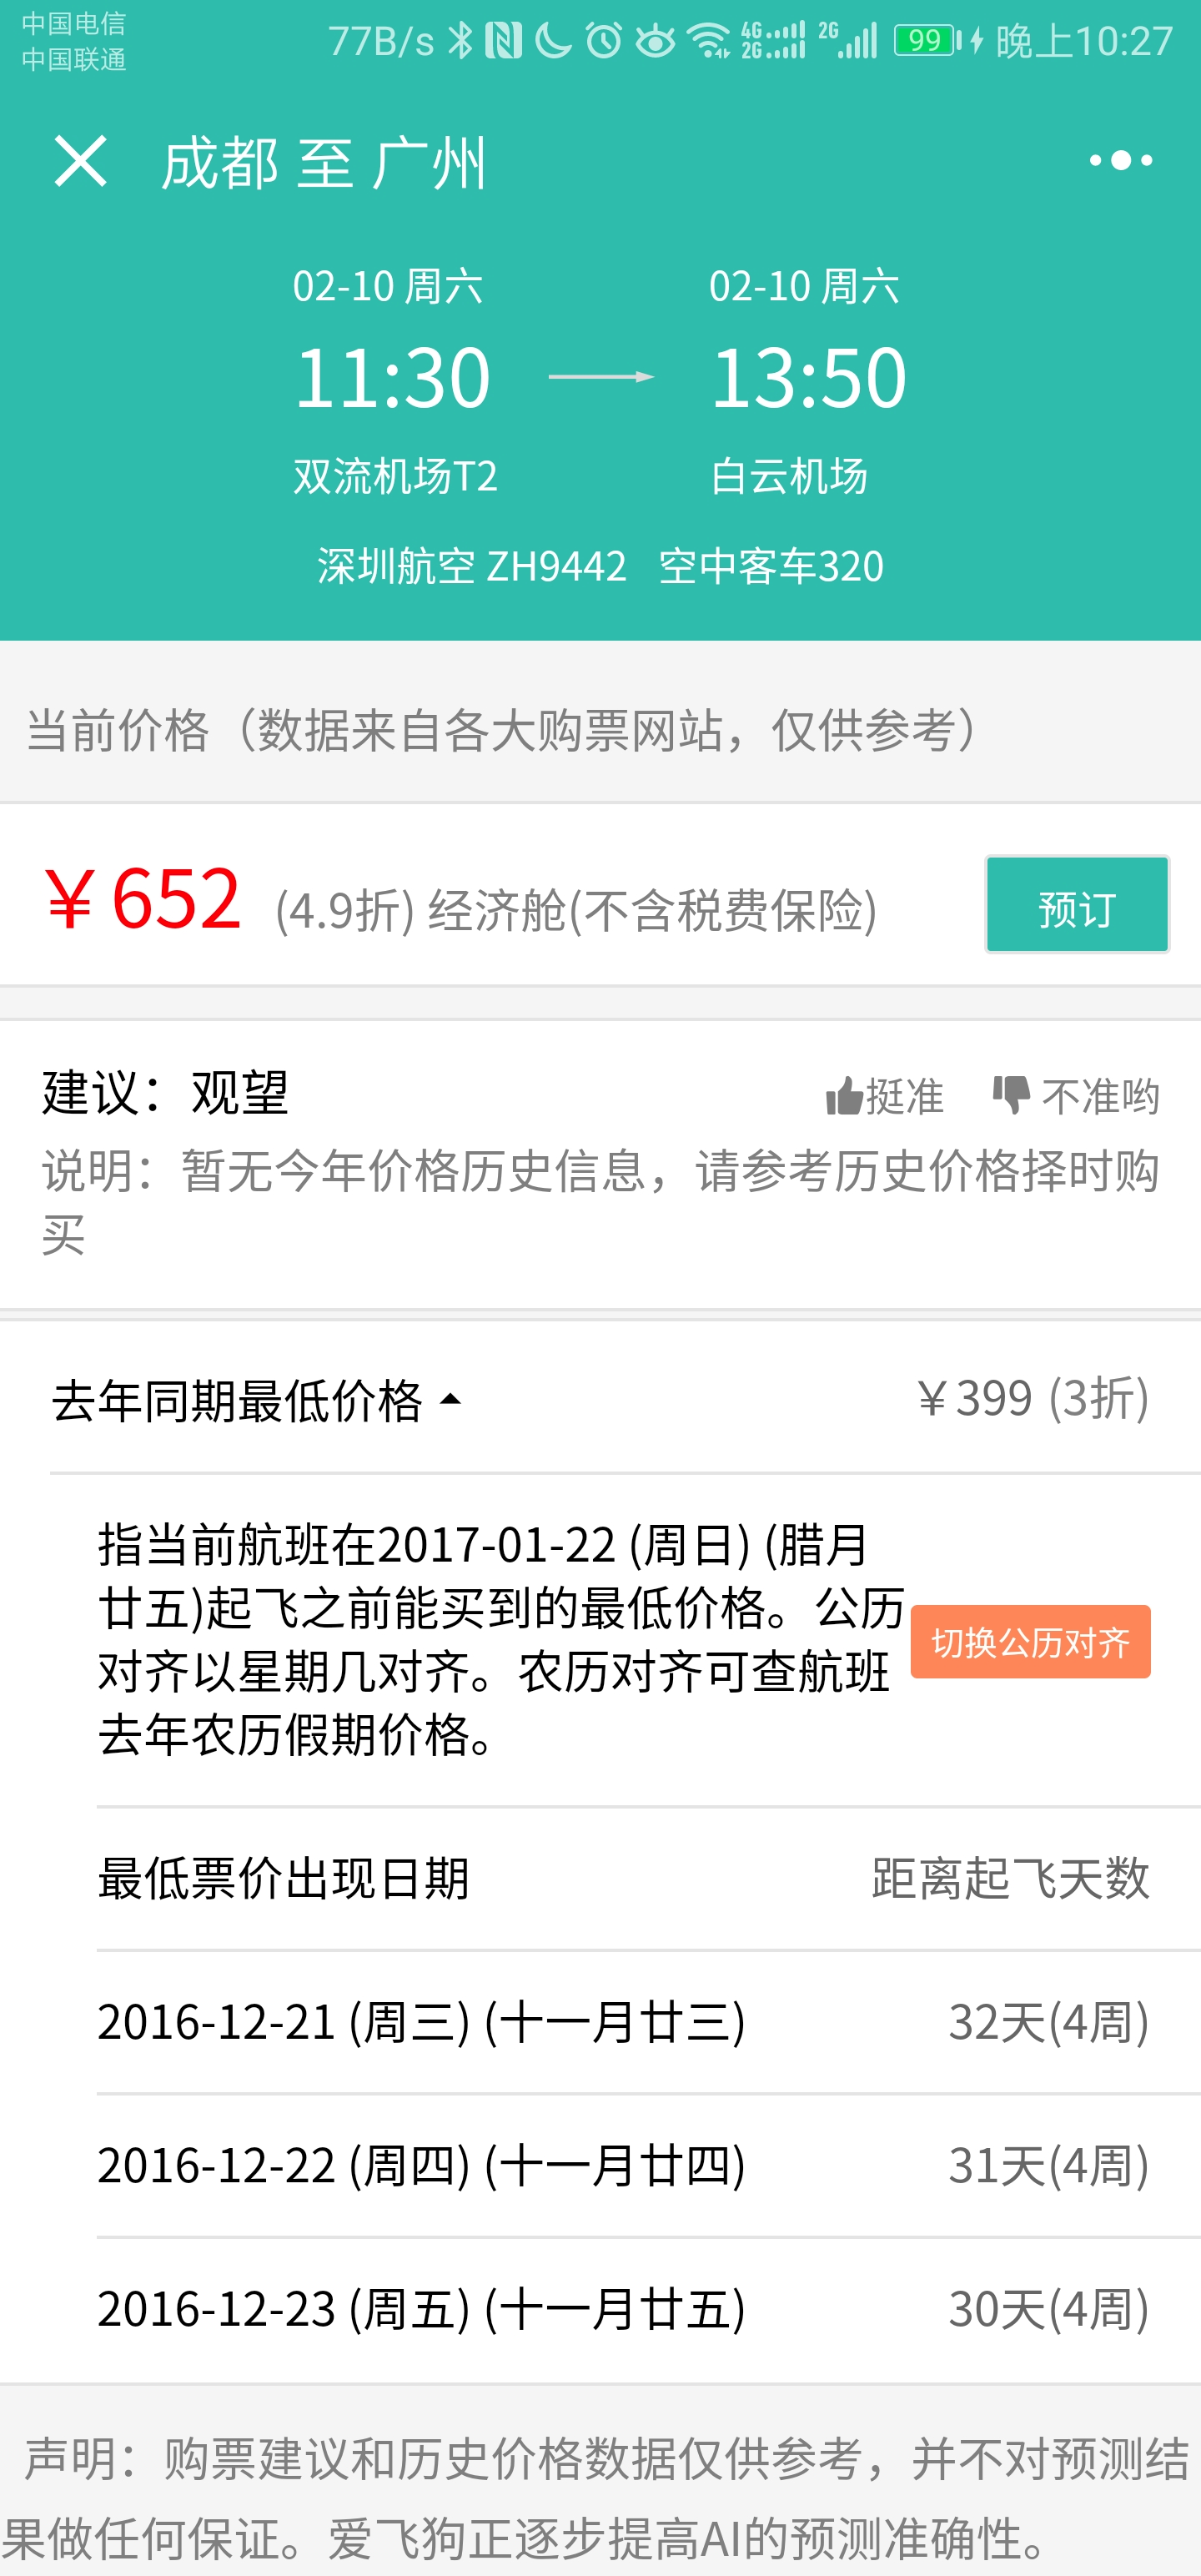 中国电信
中国联通
77B/s 4G 2G 2G 99 晚上10:27
成都 至 广州
02-10 周六 02-10 周六
11:30 13:50
双流机场T2 白云机场
深圳航空 ZH9442 空中客车320
当前价格（数据来自各大购票网站，仅供参考）
￥652 (4.9折) 经济舱(不含税费保险) 预订
建议：观望 挺准 不准哟
说明：暂无今年价格历史信息，请参考历史价格择时购
买
去年同期最低价格 ￥399 (3折)
指当前航班在2017-01-22 (周日) (腊月
廿五)起飞之前能买到的最低价格。公历
对齐以星期几对齐。农历对齐可查航班
去年农历假期价格。
切换公历对齐
最低票价出现日期 距离起飞天数
2016-12-21 (周三) (十一月廿三) 32天(4周)
2016-12-22 (周四) (十一月廿四) 31天(4周)
2016-12-23 (周五) (十一月廿五) 30天(4周)
声明：购票建议和历史价格数据仅供参考，并不对预测结
果做任何保证。爱飞狗正逐步提高AI的预测准确性。